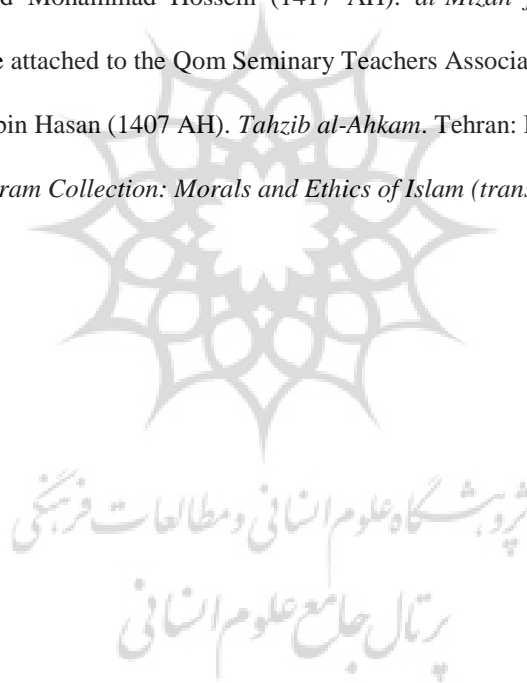 d Mohammad Hosseini (1417 AH). al-Mizan f
e attached to the Qom Seminary Teachers Associa
bin Hasan (1407 AH). Tahzib al-Ahkam. Tehran:
ram Collection: Morals and Ethics of Islam (trans
پژوهشگاه علوم انسانی و مطالعات فرهنگی
پرتال جامع علوم انسانی